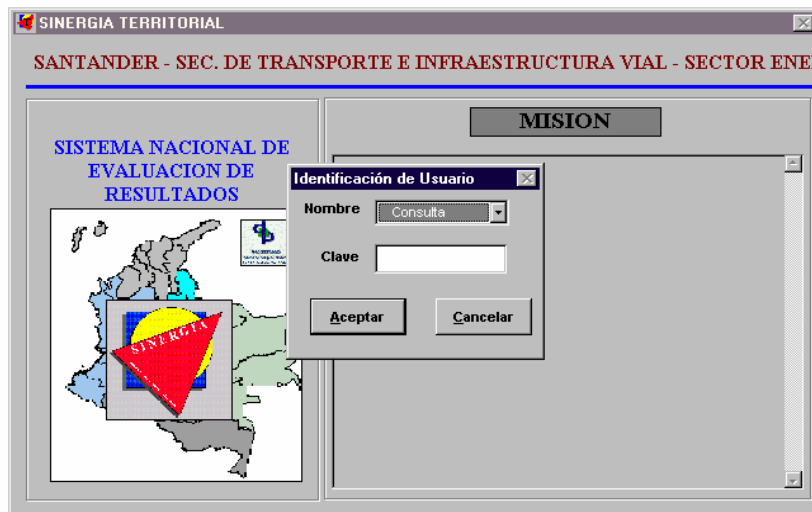 SINERGIA TERRITORIAL
SANTANDER - SEC. DE TRANSPORTE E INFRAESTRUCTURA VIAL - SECTOR ENE
MISION
SISTEMA NACIONAL DE
EVALUACION DE
RESULTADOS
Identificación de Usuario
Nombre Consulta
Clave
Aceptar Cancelar
SINERGIA